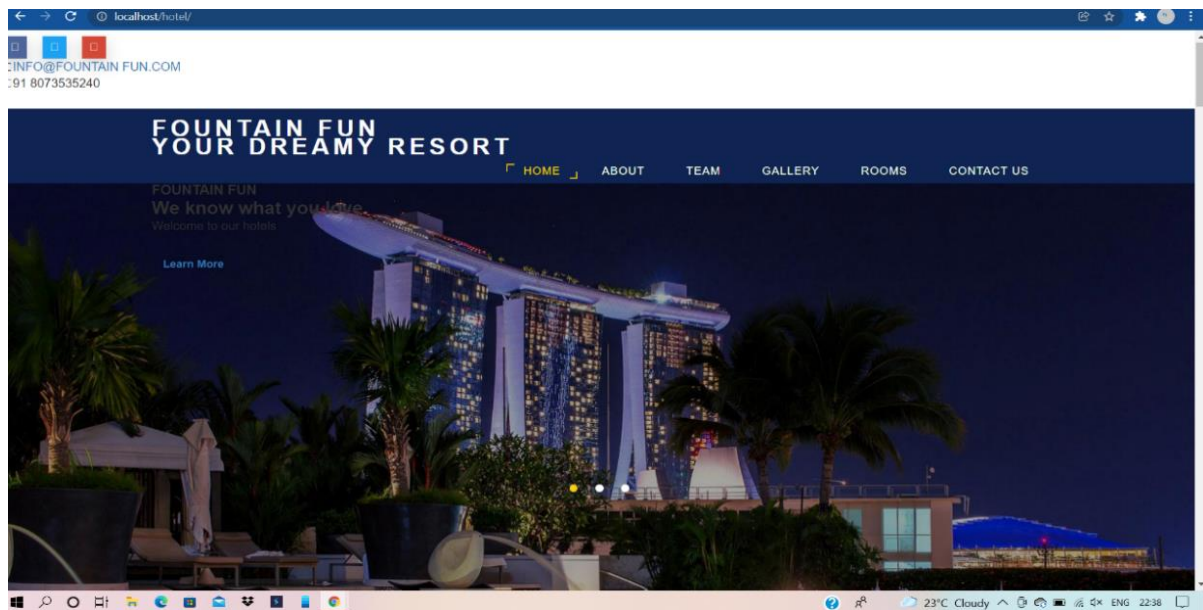 localhost/hotel/
INFO@FOUNTAIN FUN.COM
91 8073535240
FOUNTAIN FUN
YOUR DREAMY RESORT
HOME ABOUT TEAM GALLERY ROOMS CONTACT US
FOUNTAIN FUN
We know what you love
Welcome to our hotels
Learn More
23°C Cloudy ENG 22:38